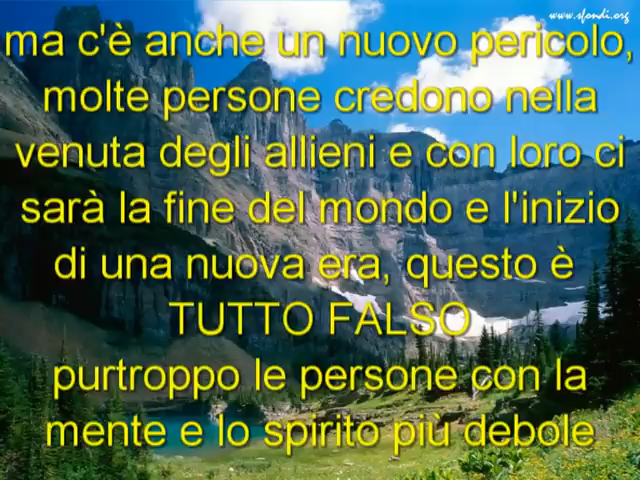 www.sfondi.org
ma c'è anche un nuovo pericolo,
molte persone credono nella
venuta degli allieni e con loro ci
sarà la fine del mondo e l'inizio
di una nuova era, questo è
TUTTO FALSO
purtroppo le persone con la
mente e lo spirito più debole